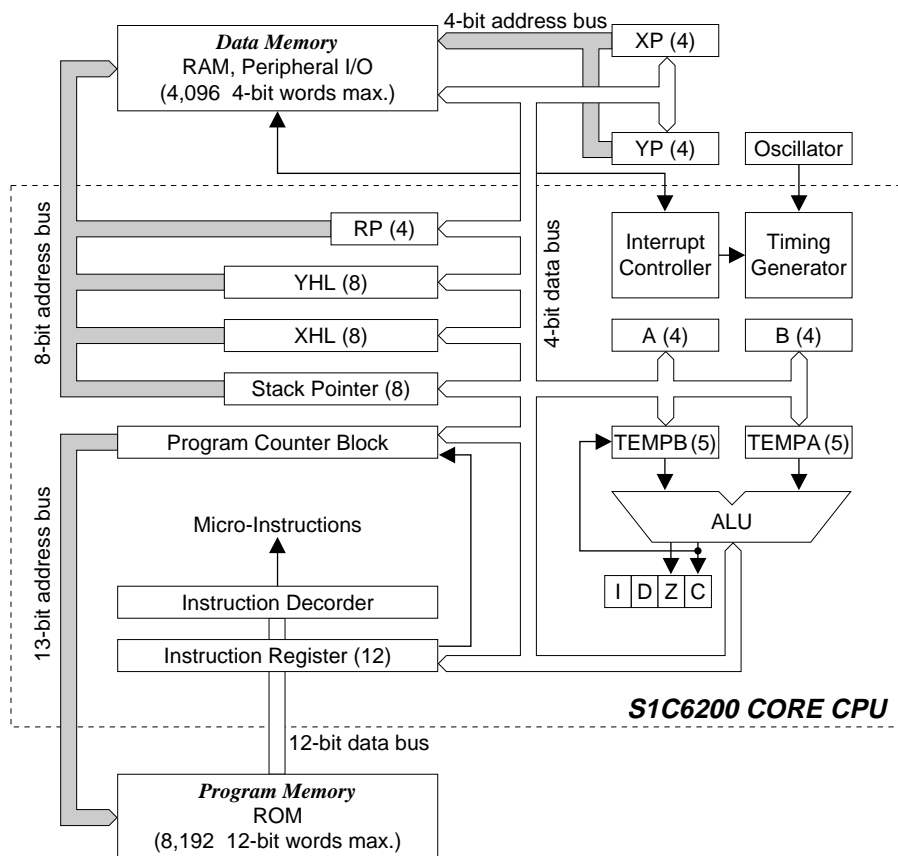 4-bit address bus
Data Memory
RAM, Peripheral I/O
(4,096 4-bit words max.)
XP (4)
YP (4)
Oscillator
8-bit address bus
RP (4)
YHL (8)
XHL (8)
Stack Pointer (8)
4-bit data bus
Interrupt
Controller
Timing
Generator
A (4)
B (4)
Program Counter Block
TEMPB (5)
TEMPA (5)
ALU
13-bit address bus
Micro-Instructions
Instruction Decorder
I D Z C
Instruction Register (12)
S1C6200 CORE CPU
12-bit data bus
Program Memory
ROM
(8,192 12-bit words max.)